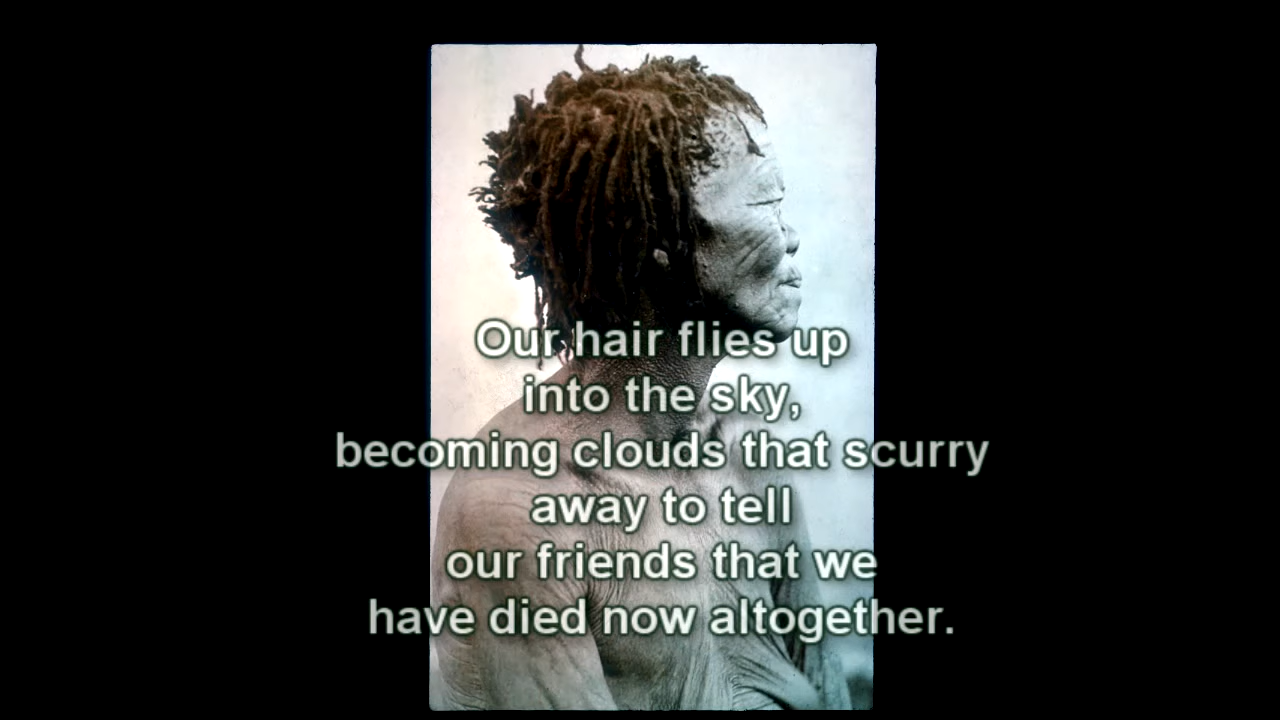 Our hair flies up
into the sky,
becoming clouds that scurry
away to tell
our friends that we
have died now altogether.